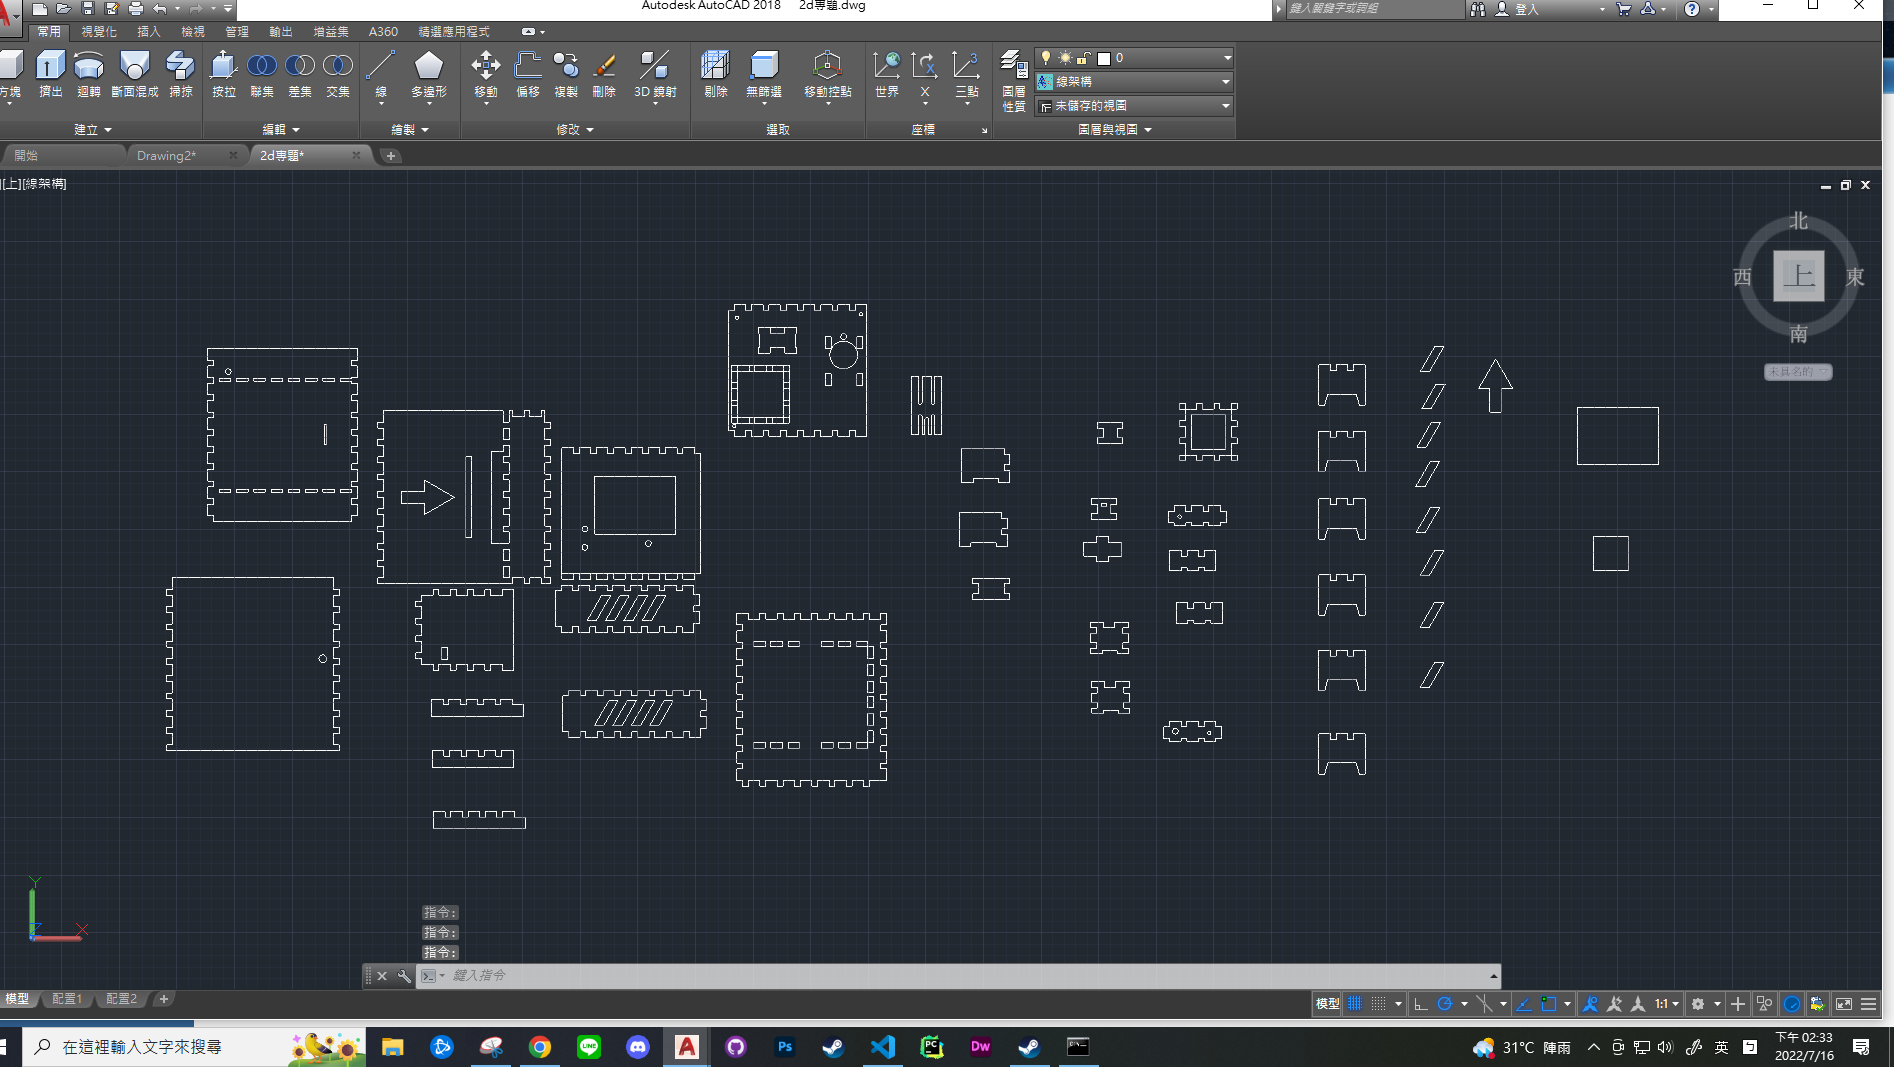 Autodesk AutoCAD 2018 2d專題.dwg
鍵入關鍵字或詞組
登入
常用 視覺化 插入 檢視 管理 輸出 增益集 A360 精選應用程式
方塊 擠出 迴轉 斷面混成 掃掠 按拉 聯集 差集 交集 線 多邊形 移動 偏移 複製 刪除 3D 鏡射 剔除 無篩選 移動控點 世界 X 三點 圖層性質
0
線架構
未儲存的視圖
建立 編輯 繪製 修改 選取 座標 圖層與視圖
開始 Drawing2* 2d專題*
][上][線架構]
北
西 上 東
南
未具名的
Y
Z X
指令:
指令:
指令:
鍵入指令
模型 配置1 配置2
模型 1:1
在這裡輸入文字來搜尋
LINE
A
Ps
PC
Dw
31°C 陣雨
英
下午 02:33
2022/7/16